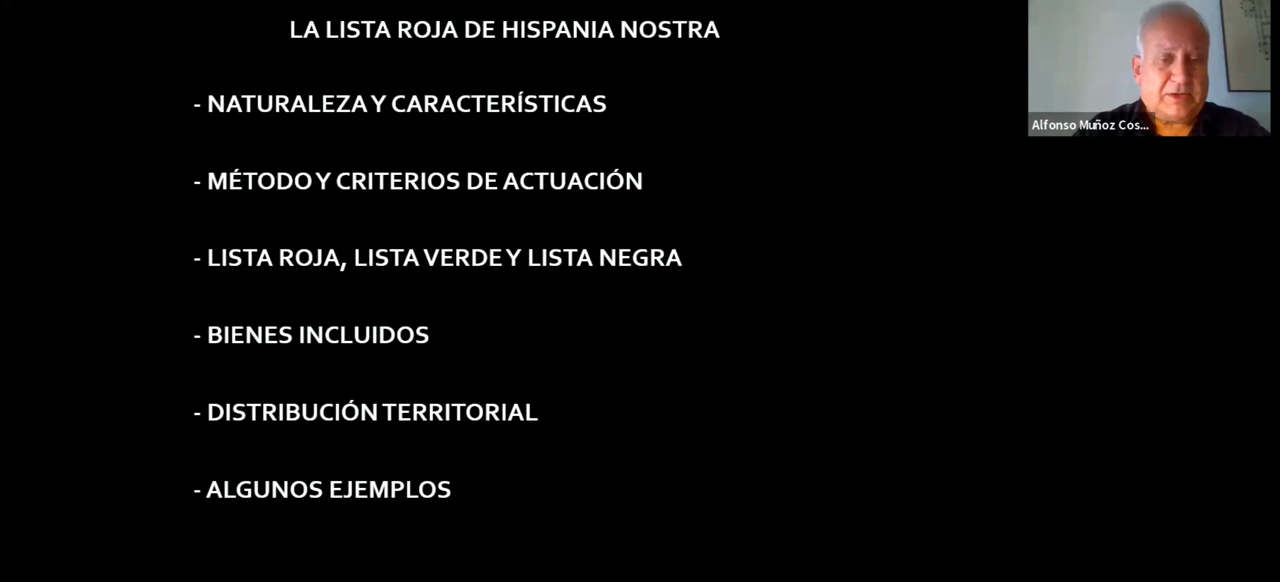 LA LISTA ROJA DE HISPANIA NOSTRA
- NATURALEZA Y CARACTERÍSTICAS
- MÉTODO Y CRITERIOS DE ACTUACIÓN
- LISTA ROJA, LISTA VERDE Y LISTA NEGRA
- BIENES INCLUIDOS
- DISTRIBUCIÓN TERRITORIAL
- ALGUNOS EJEMPLOS
Alfonso Muñoz Cos...